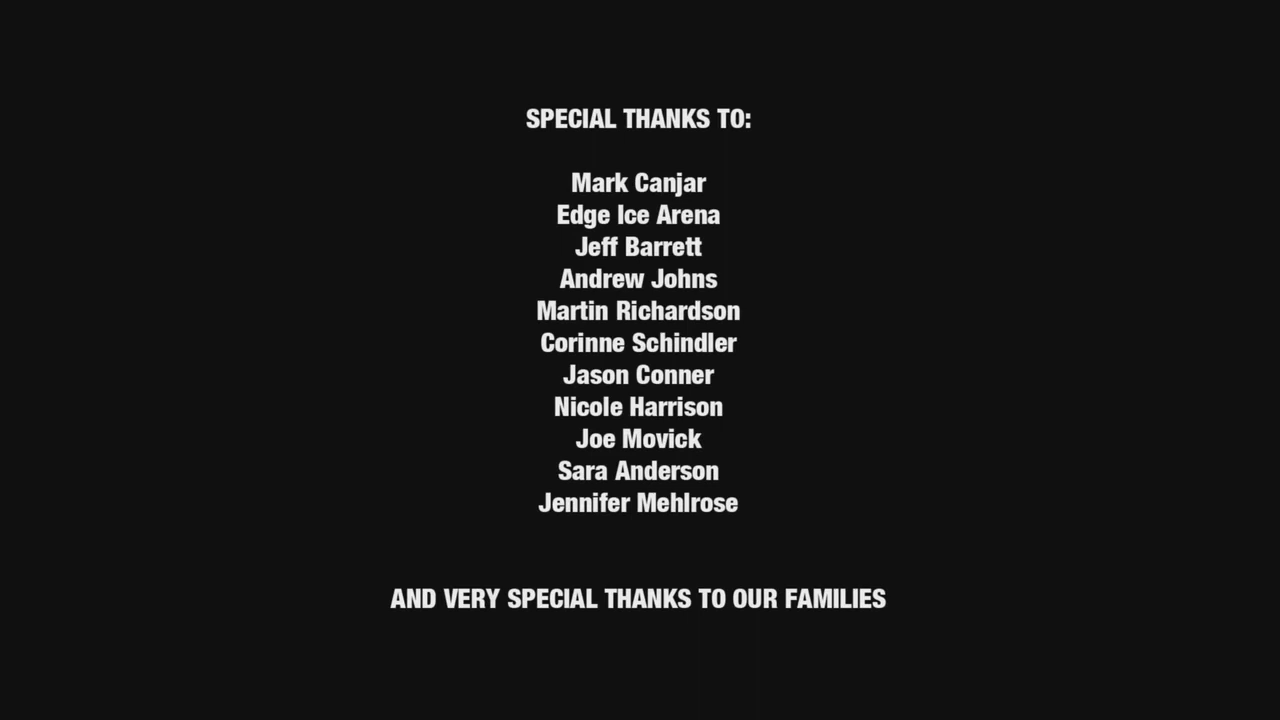 SPECIAL THANKS TO:
Mark Canjar
Edge Ice Arena
Jeff Barrett
Andrew Johns
Martin Richardson
Corinne Schindler
Jason Conner
Nicole Harrison
Joe Movick
Sara Anderson
Jennifer Mehlrose
AND VERY SPECIAL THANKS TO OUR FAMILIES